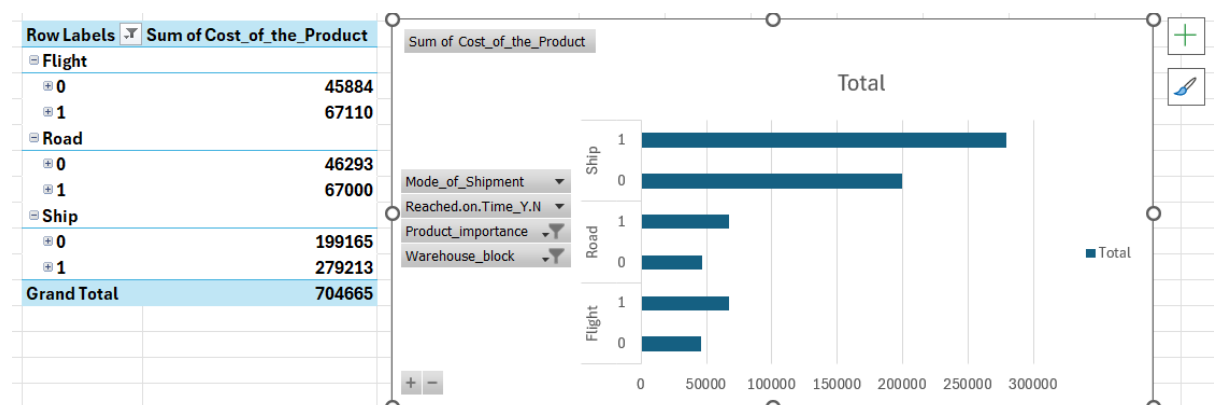 Row Labels Sum of Cost_of_the_Product
Flight
0 45884
1 67110
Road
0 46293
1 67000
Ship
0 199165
1 279213
Grand Total 704665
Sum of Cost_of_the_Product
Total
Mode_of_Shipment
Reached.on.Time_Y.N
Product_importance
Warehouse_block
Ship
1
0
Road
1
0
Flight
1
0
0 50000 100000 150000 200000 250000 300000
Total